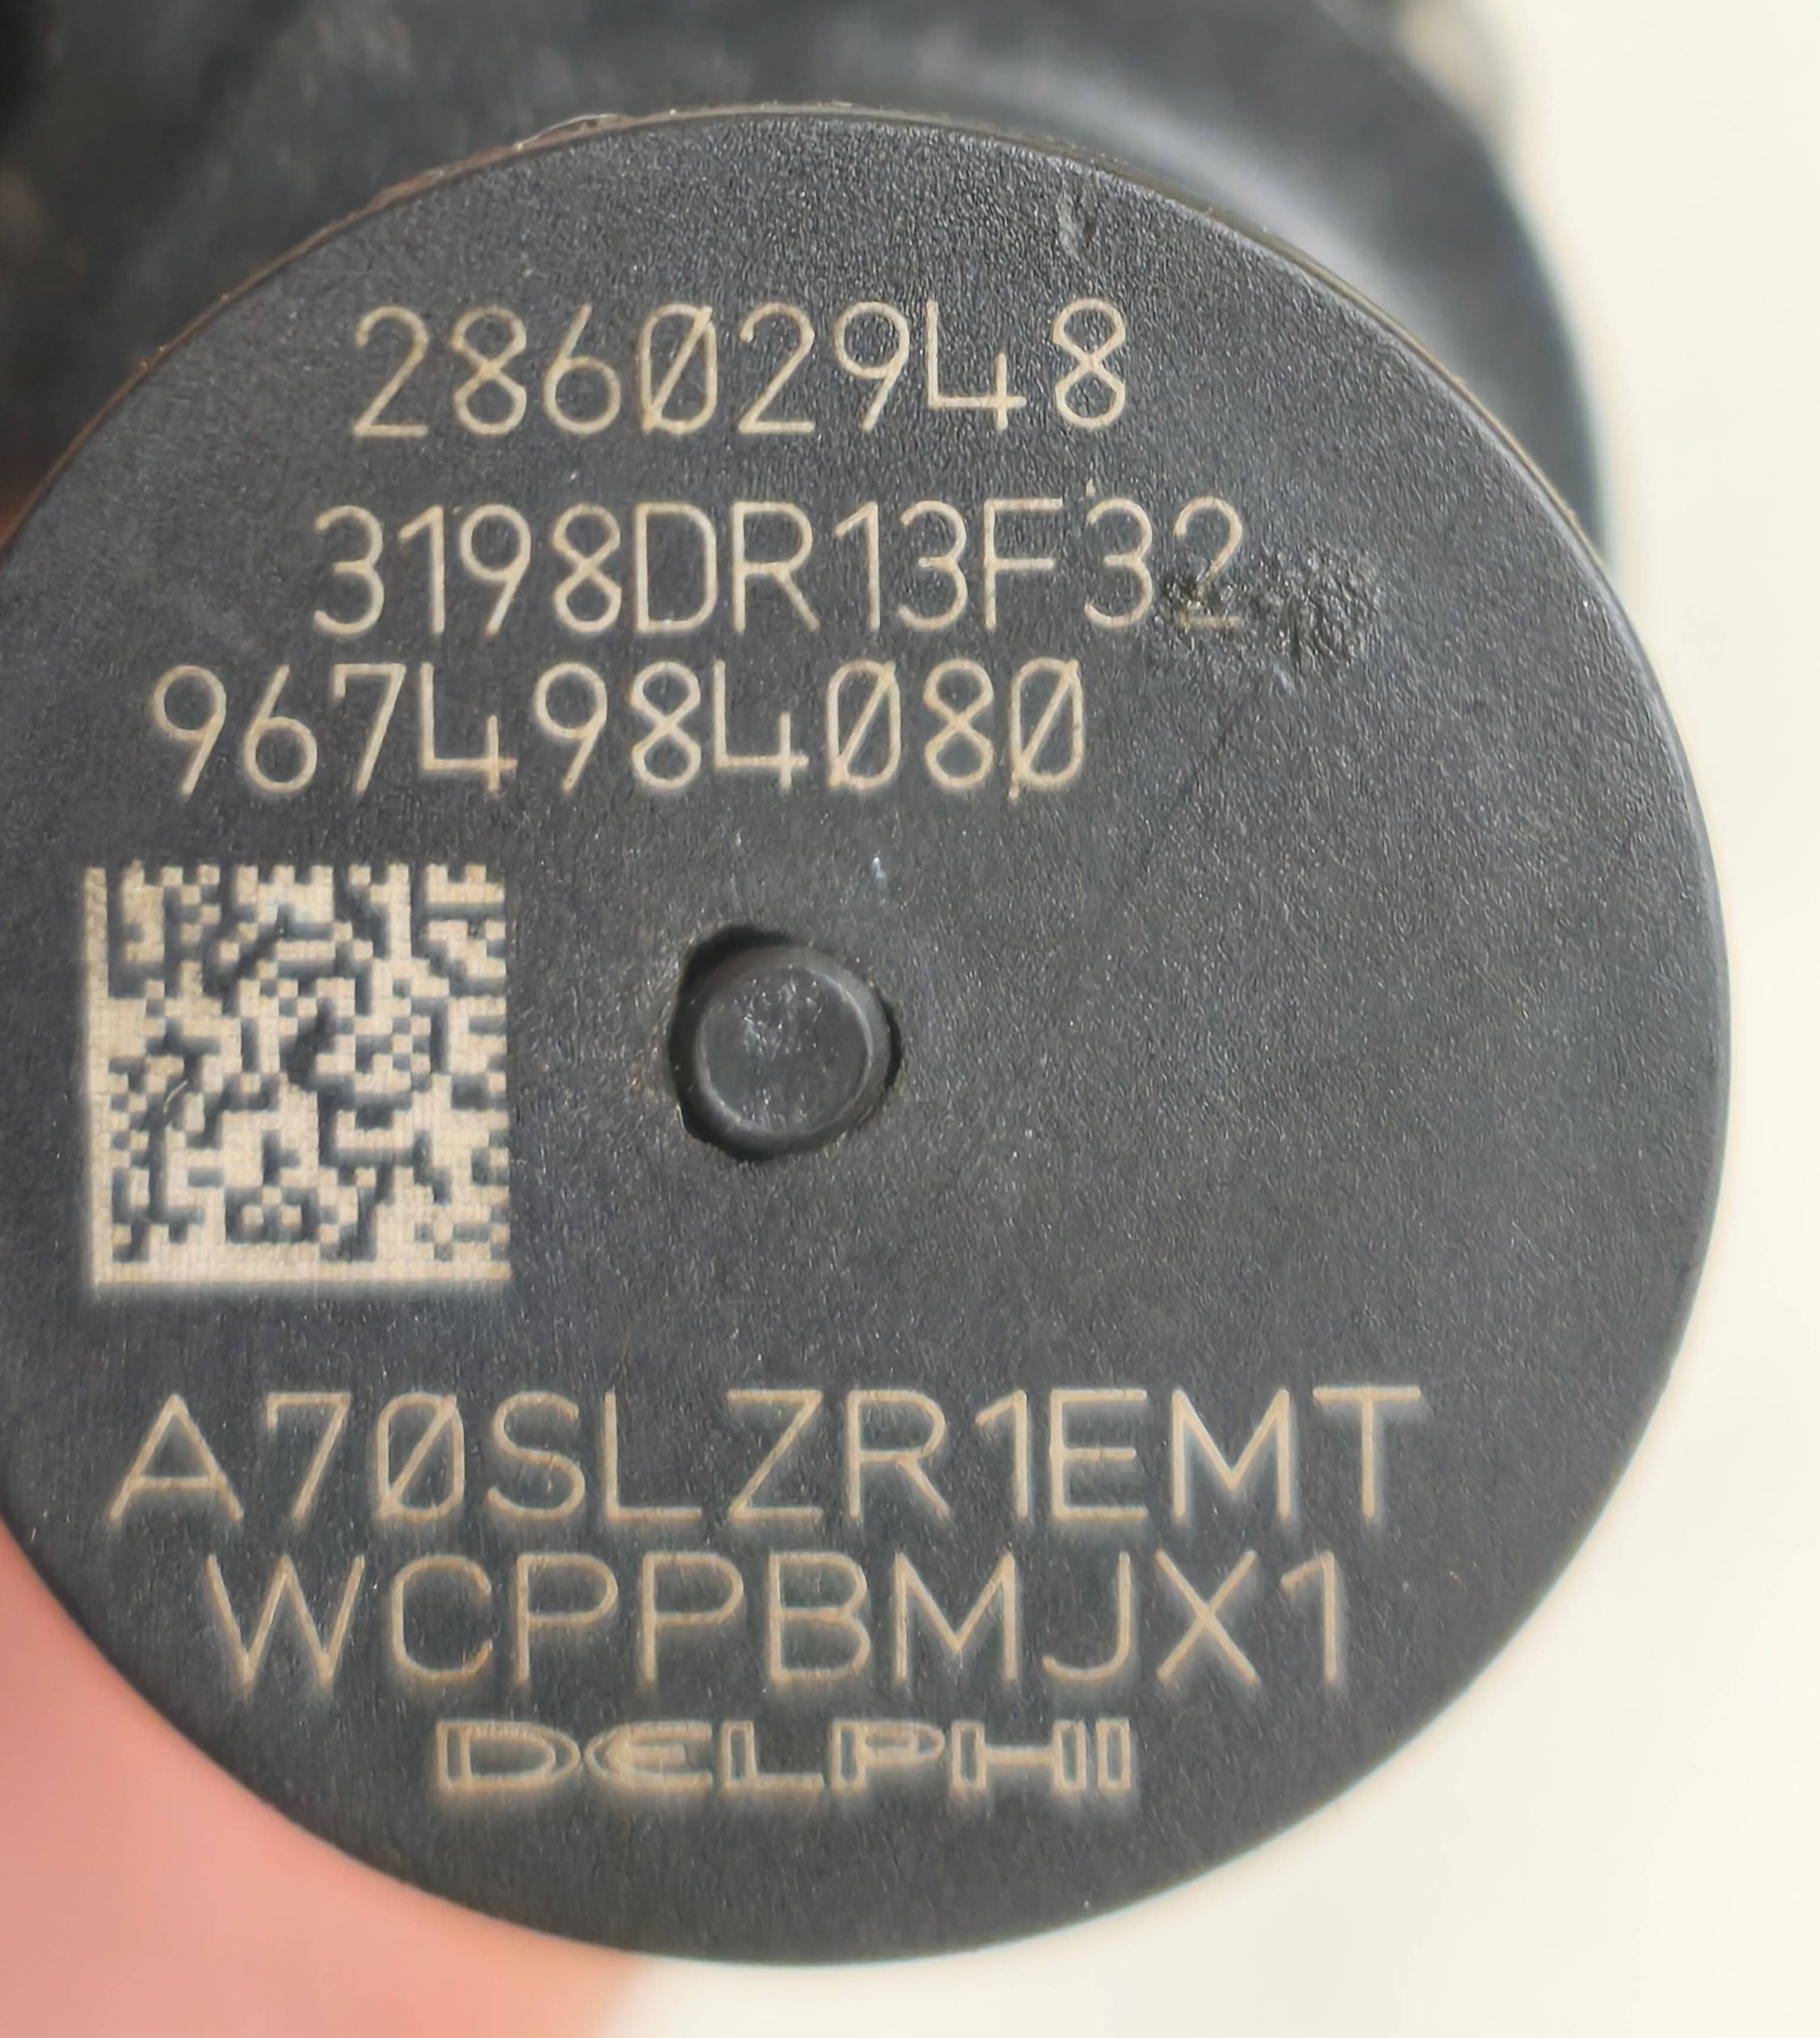 28602948
3198DR13F32
9674984080
A70SLZR1EMT
WCPPBMJX1
DELPHI